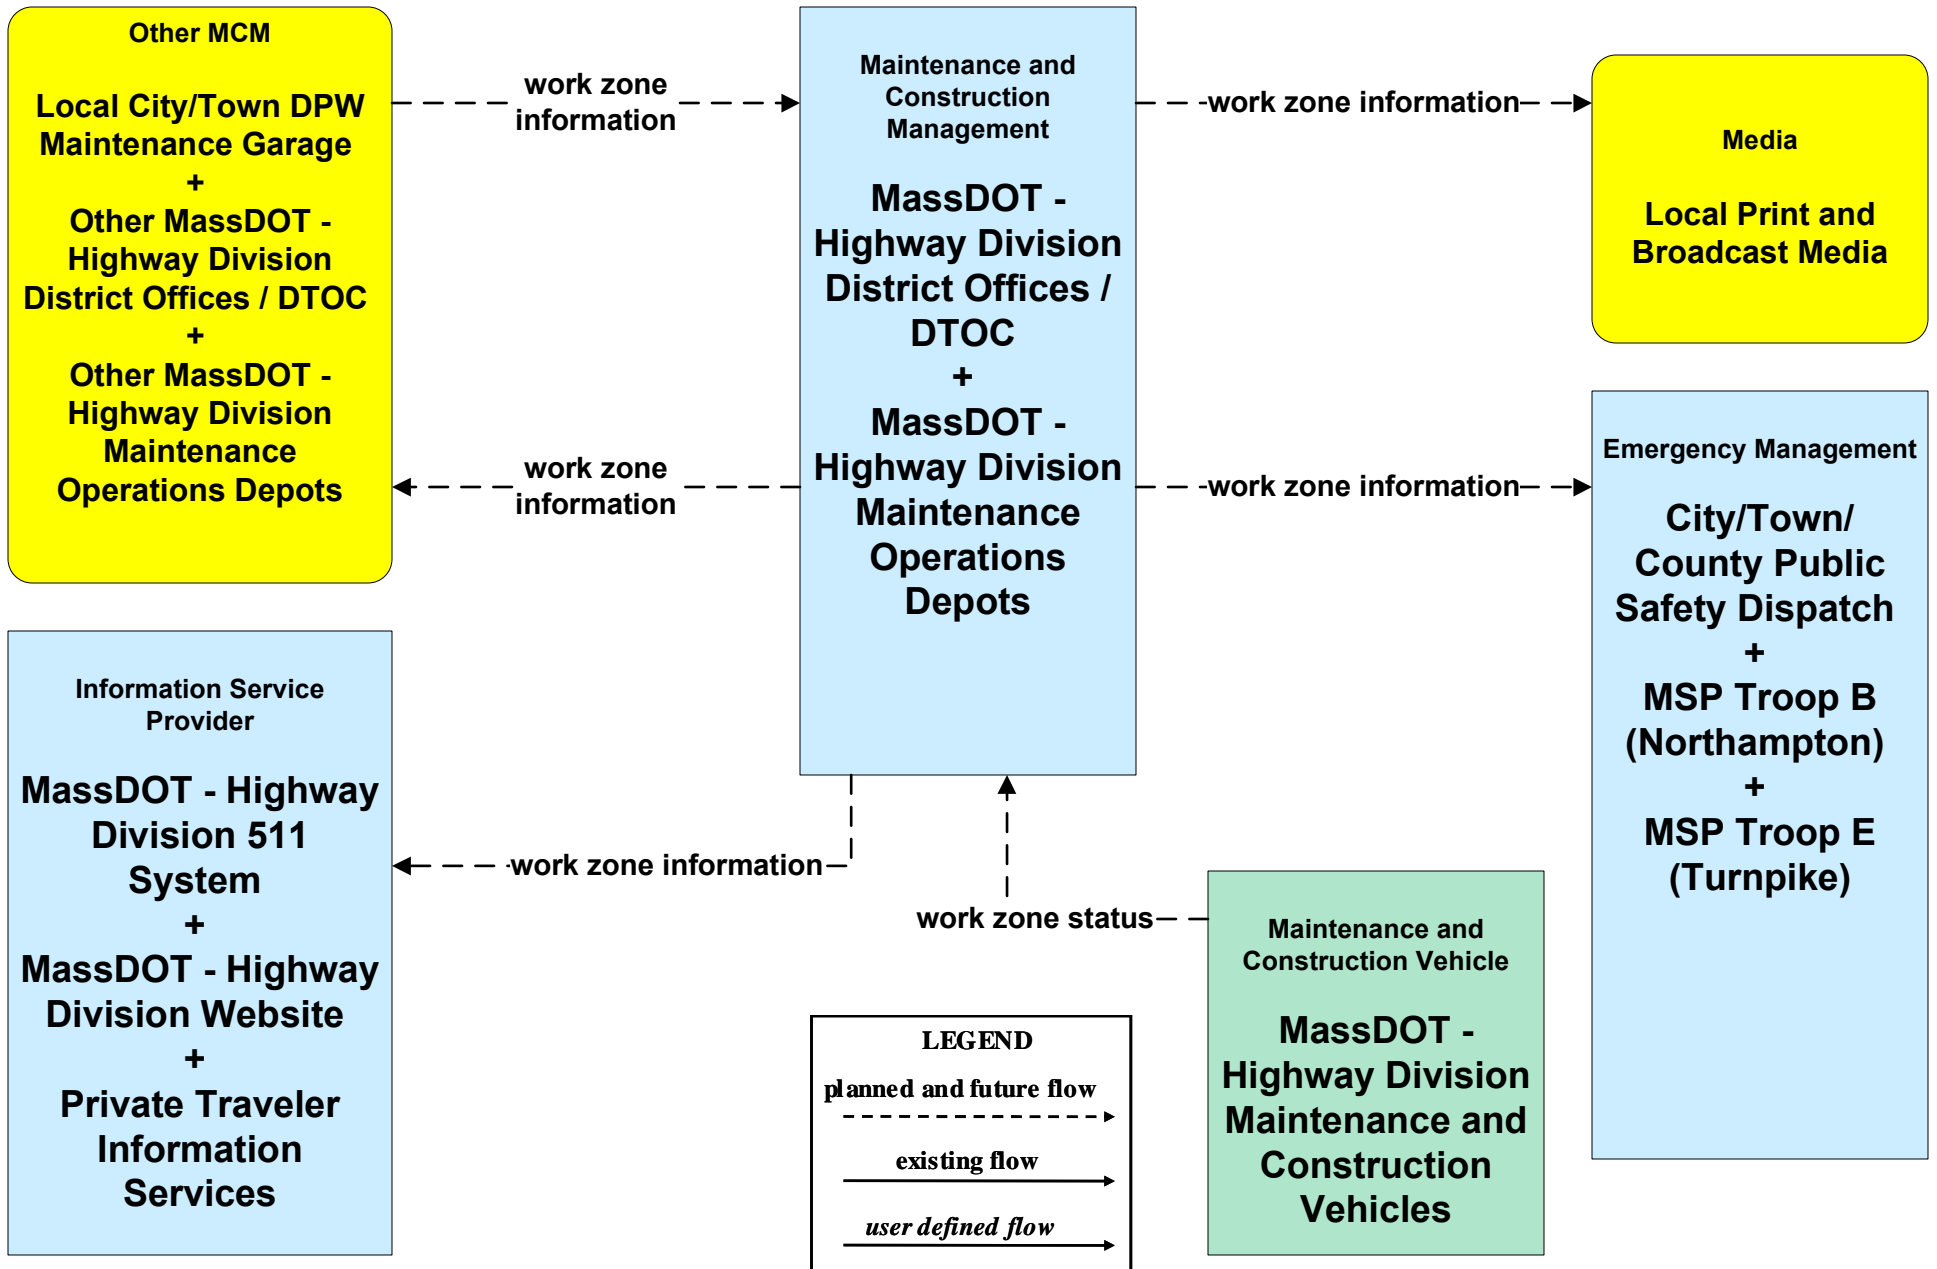 Other MCM
Local City/Town DPW
Maintenance Garage
+
Other MassDOT -
Highway Division
District Offices / DTOC
+
Other MassDOT -
Highway Division
Maintenance
Operations Depots
work zone
information
work zone
information
Maintenance and
Construction
Management
MassDOT -
Highway Division
District Offices /
DTOC
+
MassDOT -
Highway Division
Maintenance
Operations
Depots
work zone information
Media
Local Print and
Broadcast Media
work zone information
Emergency Management
City/Town/
County Public
Safety Dispatch
+
MSP Troop B
(Northampton)
+
MSP Troop E
(Turnpike)
Information Service
Provider
MassDOT - Highway
Division 511
System
+
MassDOT - Highway
Division Website
+
Private Traveler
Information
Services
work zone information
work zone status
Maintenance and
Construction Vehicle
MassDOT -
Highway Division
Maintenance and
Construction
Vehicles
LEGEND
planned and future flow
existing flow
user defined flow